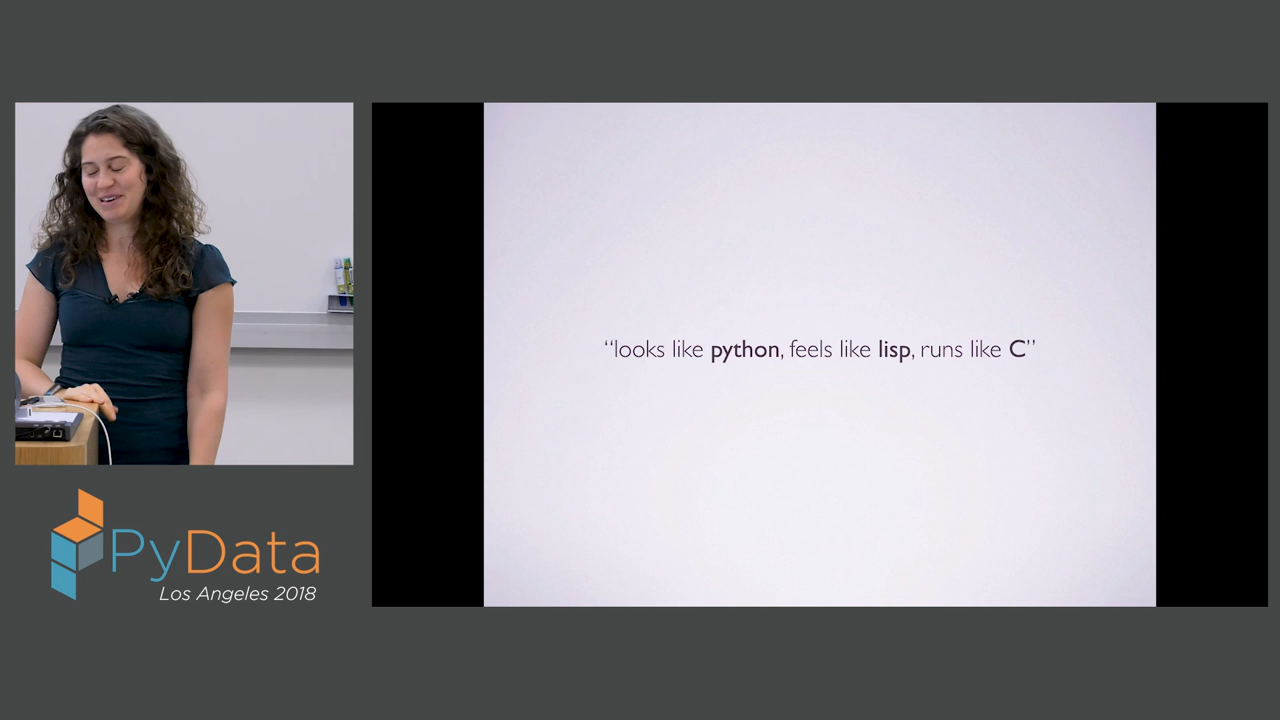 “looks like python, feels like lisp, runs like C”
PyData
Los Angeles 2018